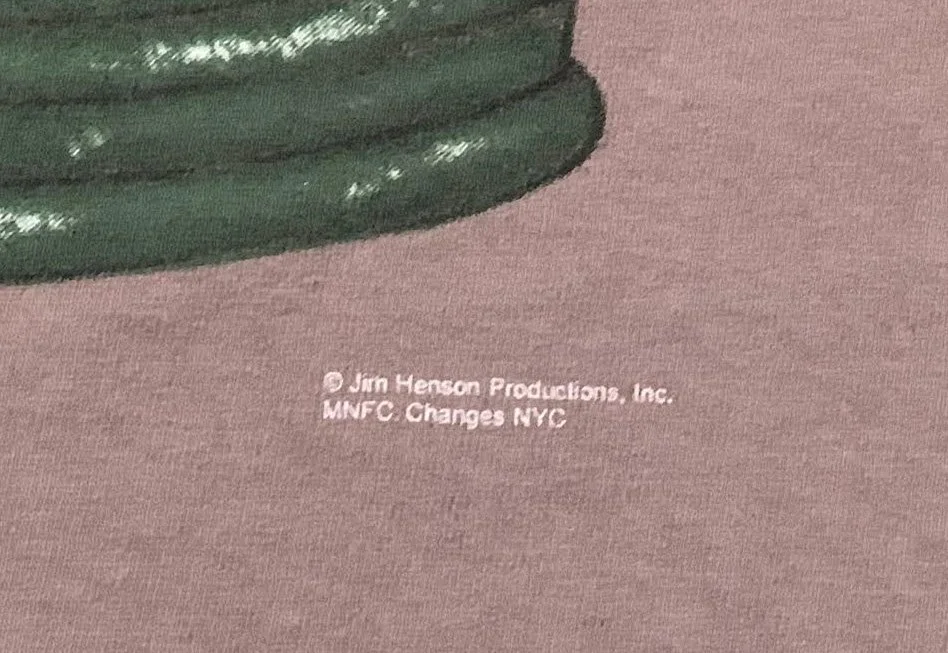 © Jim Henson Productions, Inc.
MNFC. Changes NYC